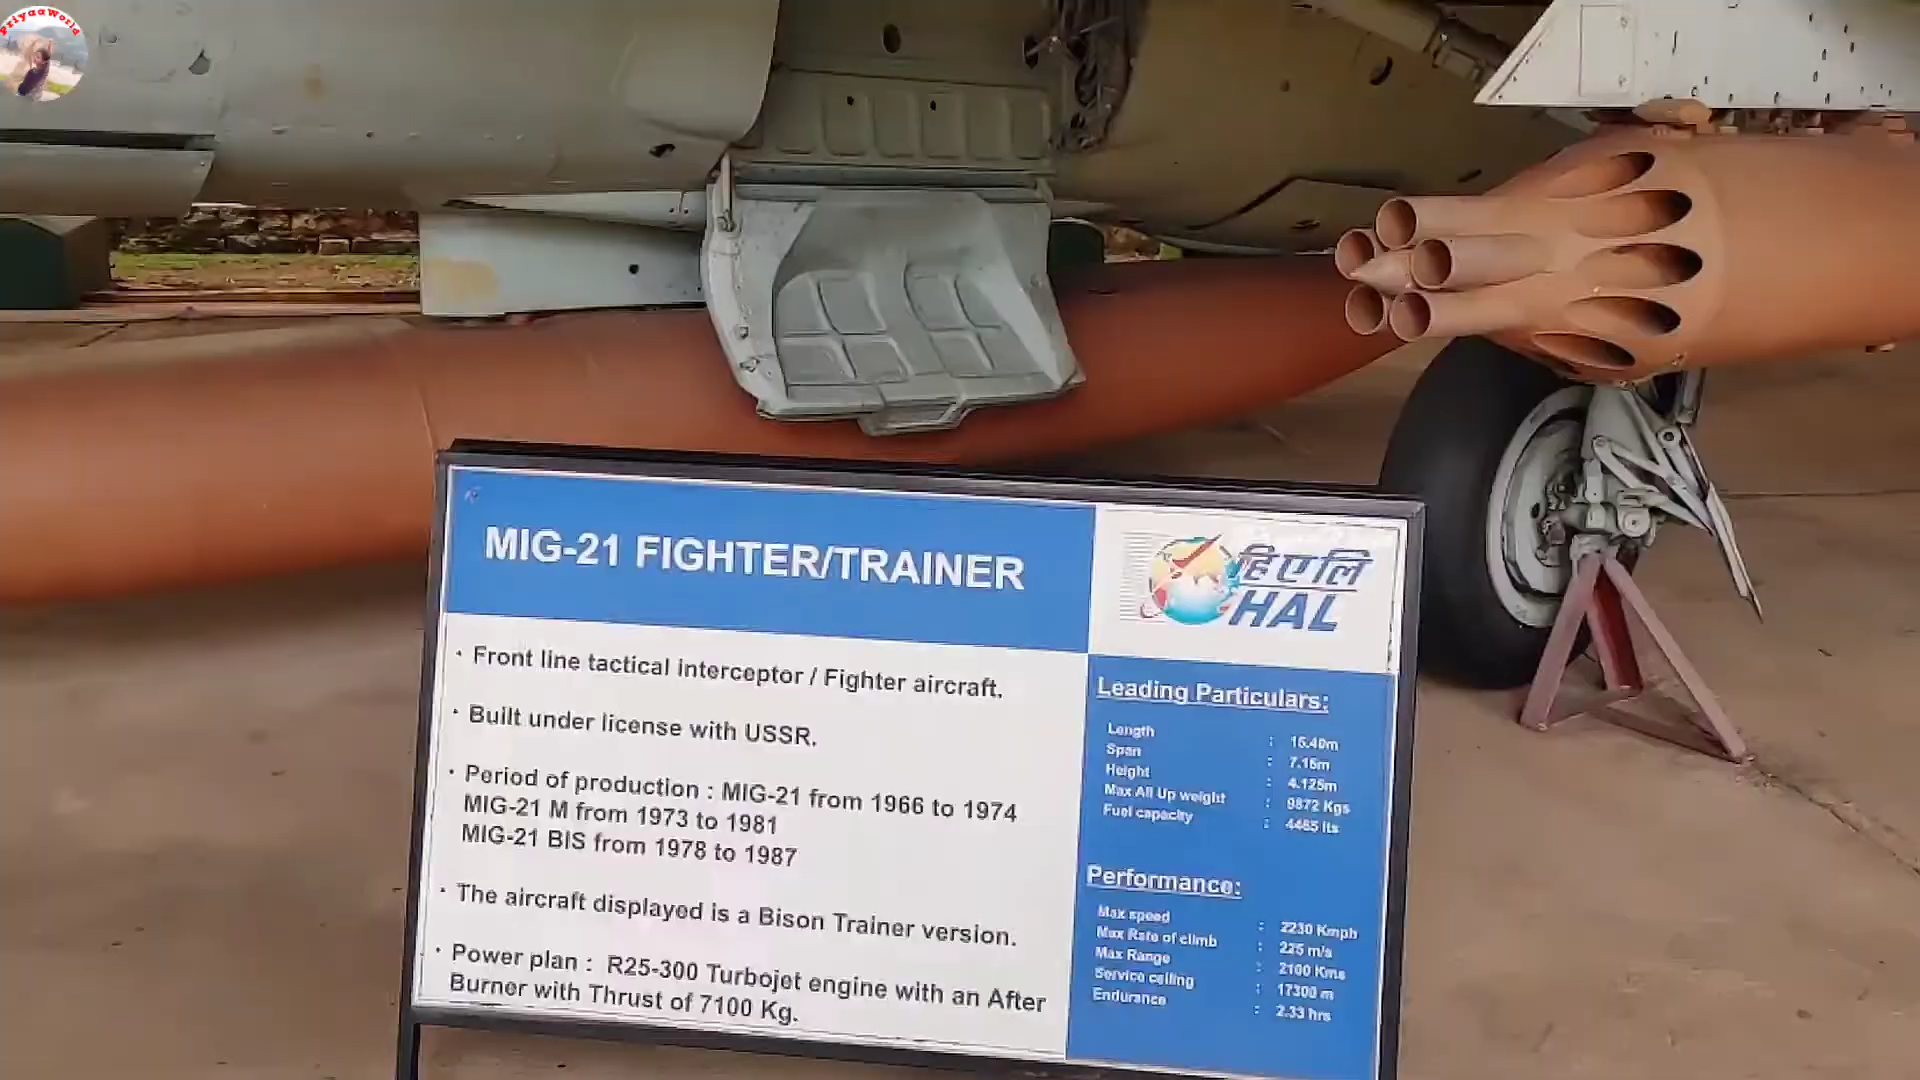 PriyaaWorld
MIG-21 FIGHTER/TRAINER
हिएलि
HAL
· Front line tactical interceptor / Fighter aircraft.
· Built under license with USSR.
· Period of production : MIG-21 from 1966 to 1974
MIG-21 M from 1973 to 1981
MIG-21 BIS from 1978 to 1987
· The aircraft displayed is a Bison Trainer version.
· Power plan : R25-300 Turbojet engine with an After
Burner with Thrust of 7100 Kg.
Leading Particulars:
Length : 15.40m
Span : 7.15m
Height : 4.125m
Max All Up weight : 9872 Kgs
Fuel capacity : 4465 lts
Performance:
Max speed : 2230 Kmph
Max Rate of climb : 225 m/s
Max Range : 2100 Kms
Service ceiling : 17300 m
Endurance : 2.33 hrs